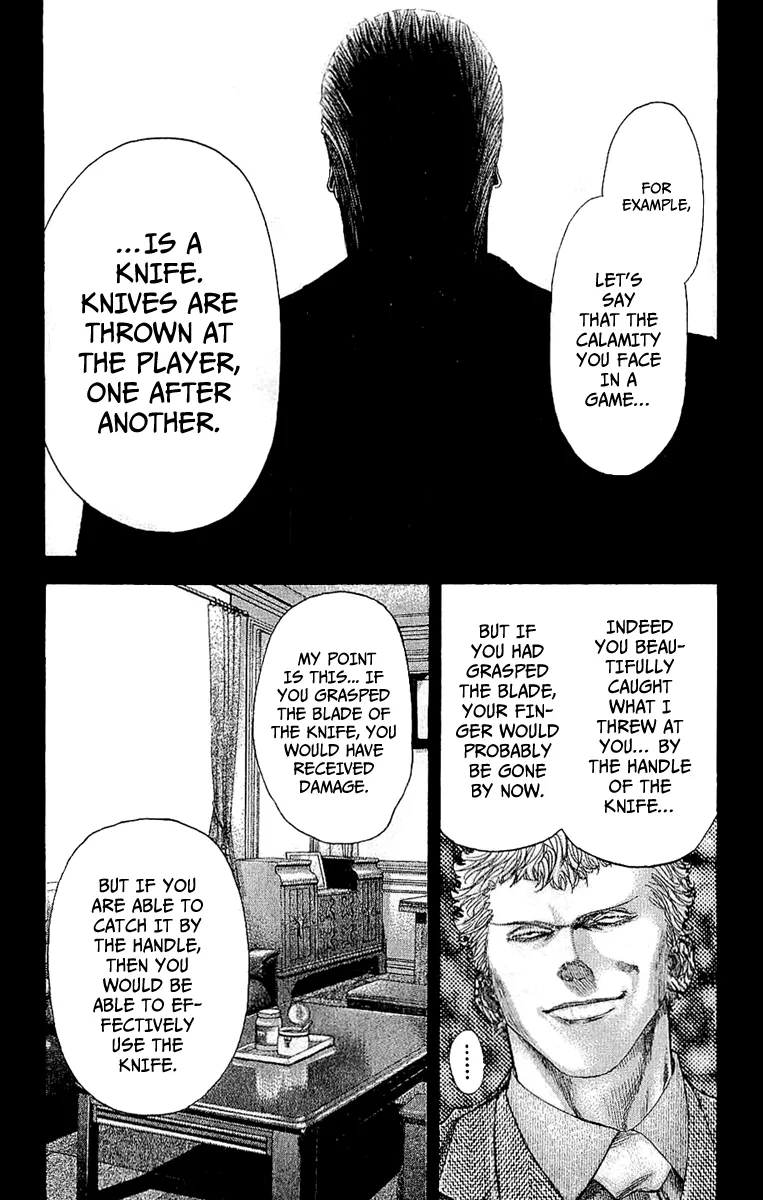 FOR
EXAMPLE,
LET'S
SAY
THAT THE
CALAMITY
YOU FACE
IN A
GAME...
...IS A
KNIFE.
KNIVES ARE
THROWN AT
THE PLAYER,
ONE AFTER
ANOTHER.
INDEED
YOU BEAU-
TIFULLY
CAUGHT
WHAT I
THREW AT
YOU... BY
THE HANDLE
OF THE
KNIFE...
BUT IF
YOU HAD
GRASPED
THE BLADE,
YOUR FIN-
GER WOULD
PROBABLY
BE GONE
BY NOW.
......
MY POINT
IS THIS... IF
YOU GRASPED
THE BLADE OF
THE KNIFE, YOU
WOULD HAVE
RECEIVED
DAMAGE.
BUT IF YOU
ARE ABLE TO
CATCH IT BY
THE HANDLE,
THEN YOU
WOULD BE
ABLE TO EF-
FECTIVELY
USE THE
KNIFE.